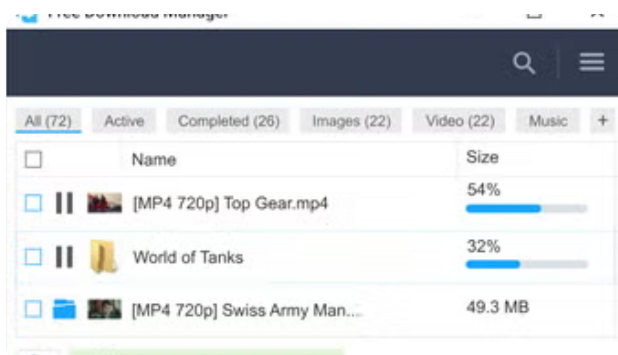 Free Download Manager
All (72) Active Completed (26) Images (22) Video (22) Music +
Name Size
[MP4 720p] Top Gear.mp4 54%
World of Tanks 32%
[MP4 720p] Swiss Army Man... 49.3 MB